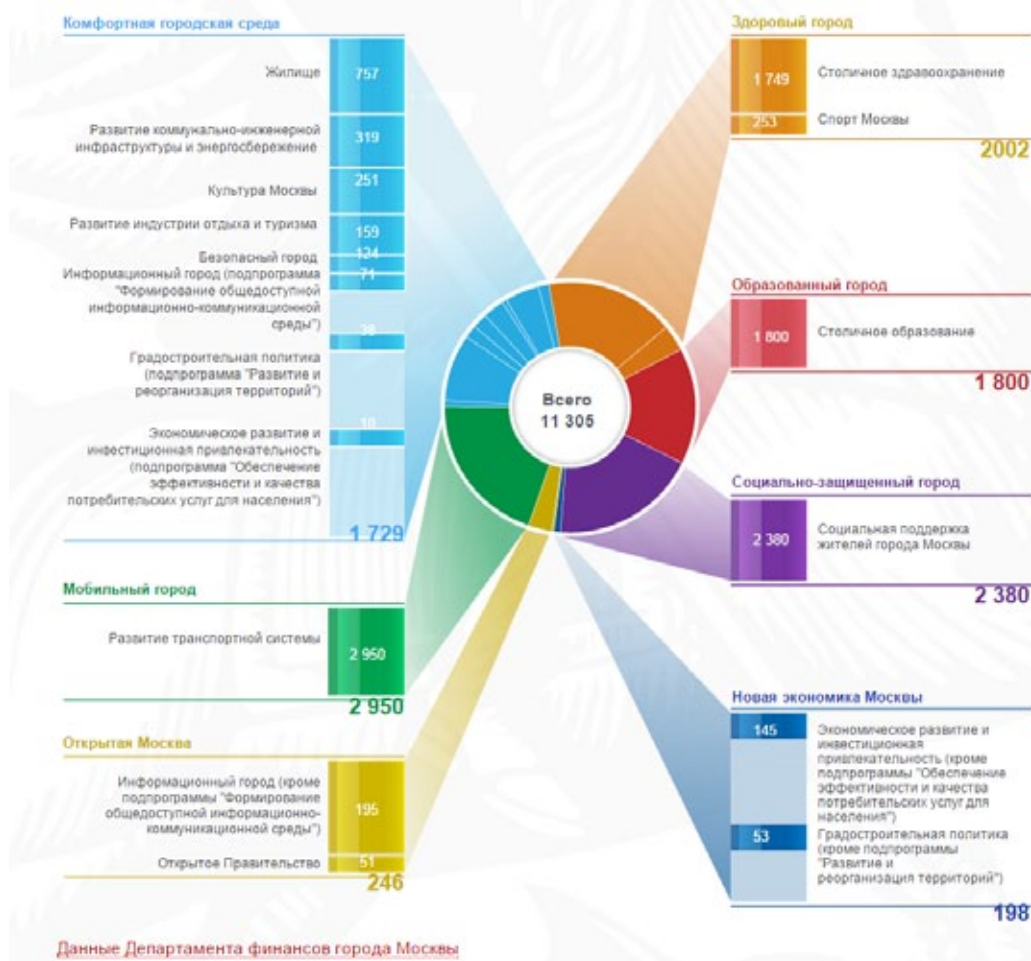 Комфортная городская среда
Жилище
757
Развитие коммунально-инженерной
инфраструктуры и энергосбережение
319
Культура Москвы
251
Развитие индустрии отдыха и туризма
159
Безопасный город
124
Информационный город (подпрограмма
"Формирование общедоступной
информационно-коммуникационной
среды")
71
38
Градостроительная политика
(подпрограмма "Развитие и
реорганизация территорий")
10
Экономическое развитие и
инвестиционная привлекательность
(подпрограмма "Обеспечение
эффективности и качества
потребительских услуг для населения")
1 729
Мобильный город
Развитие транспортной системы
2 950
2 950
Открытая Москва
Информационный город (кроме
подпрограммы "Формирование
общедоступной информационно-
коммуникационной среды")
195
Открытое Правительство
51
246
Всего
11 305
Здоровый город
1 749
Столичное здравоохранение
253
Спорт Москвы
2002
Образованный город
1 800
Столичное образование
1 800
Социально-защищенный город
2 380
Социальная поддержка
жителей города Москвы
2 380
Новая экономика Москвы
145
Экономическое развитие и
инвестиционная
привлекательность (кроме
подпрограммы "Обеспечение
эффективности и качества
потребительских услуг для
населения")
53
Градостроительная политика
(кроме подпрограммы
"Развитие и
реорганизация территорий")
198
Данные Департамента финансов города Москвы